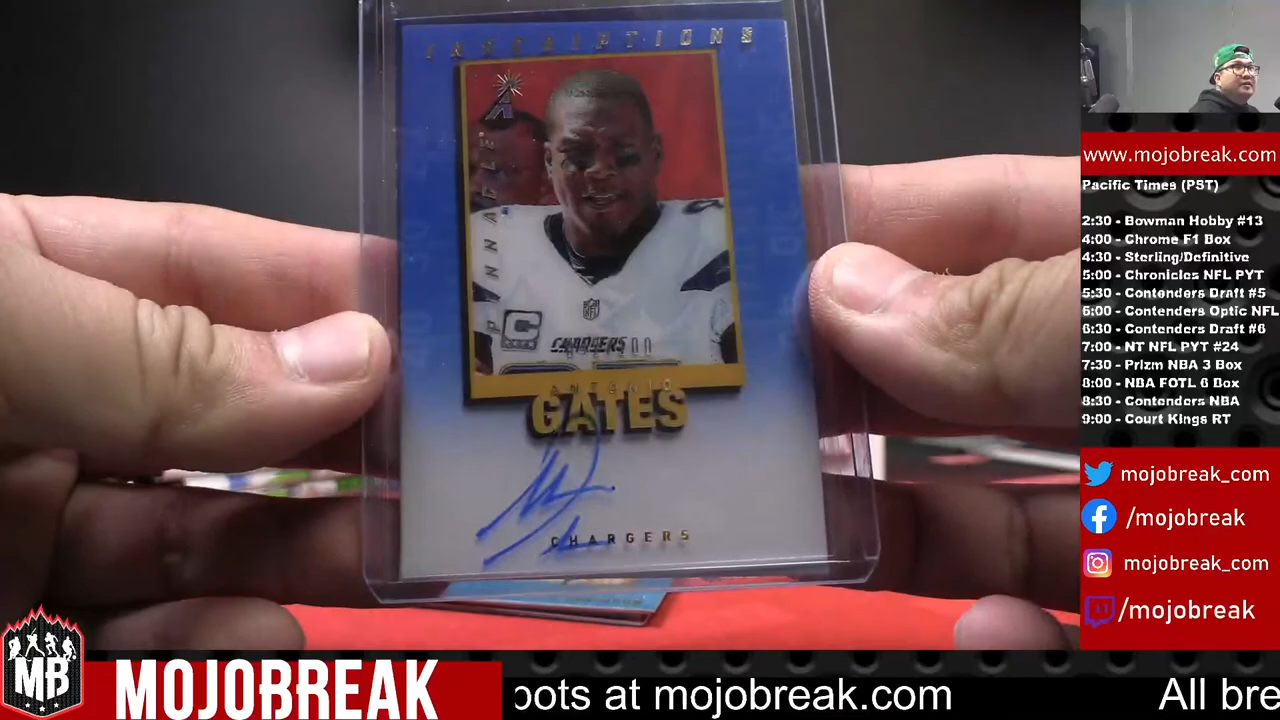 INSCRIPTIONS
PINNACLE
C
NFL
CHARGERS
ANTONIO
GATES
CHARGERS
www.mojobreak.com
Pacific Times (PST)
2:30 - Bowman Hobby #13
4:00 - Chrome F1 Box
4:30 - Sterling/Definitive
5:00 - Chronicles NFL PYT
5:30 - Contenders Draft #5
6:00 - Contenders Optic NFL
6:30 - Contenders Draft #6
7:00 - NT NFL PYT #24
7:30 - Prizm NBA 3 Box
8:00 - NBA FOTL 6 Box
8:30 - Contenders NBA
9:00 - Court Kings RT
mojobreak_com
/mojobreak
mojobreak_com
/mojobreak
MB
MOJOBREAK
pots at mojobreak.com All bre